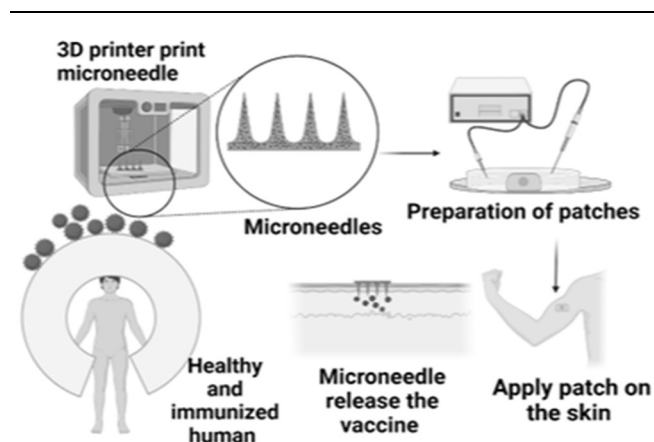 3D printer print
microneedle
Microneedles
Preparation of patches
Apply patch on
the skin
Microneedle
release the
vaccine
Healthy
and
immunized
human